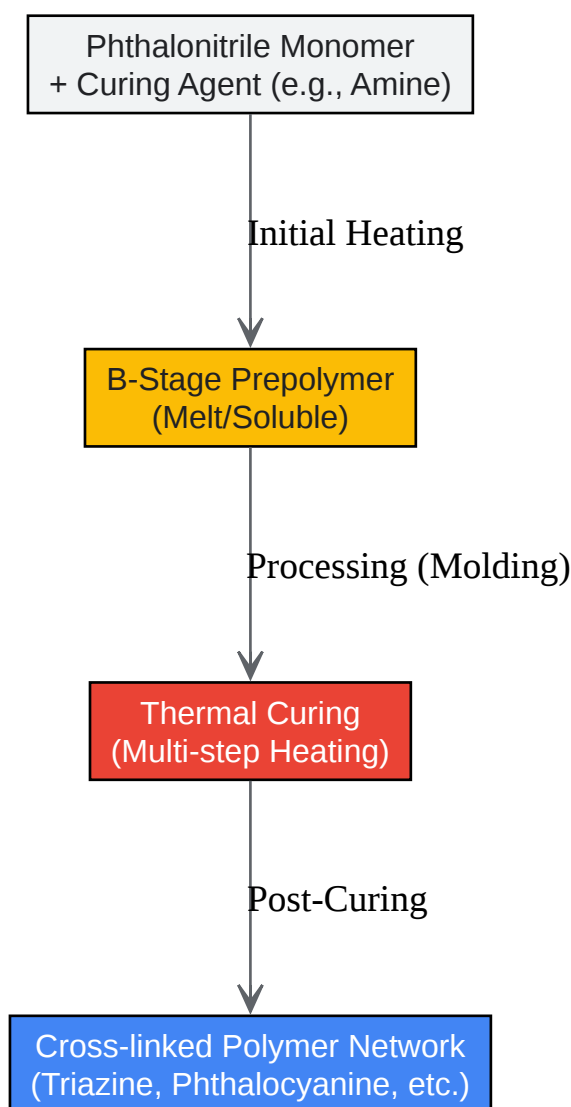 Phthalonitrile Monomer
+ Curing Agent (e.g., Amine)
Initial Heating
B-Stage Prepolymer
(Melt/Soluble)
Processing (Molding)
Thermal Curing
(Multi-step Heating)
Post-Curing
Cross-linked Polymer Network
(Triazine, Phthalocyanine, etc.)